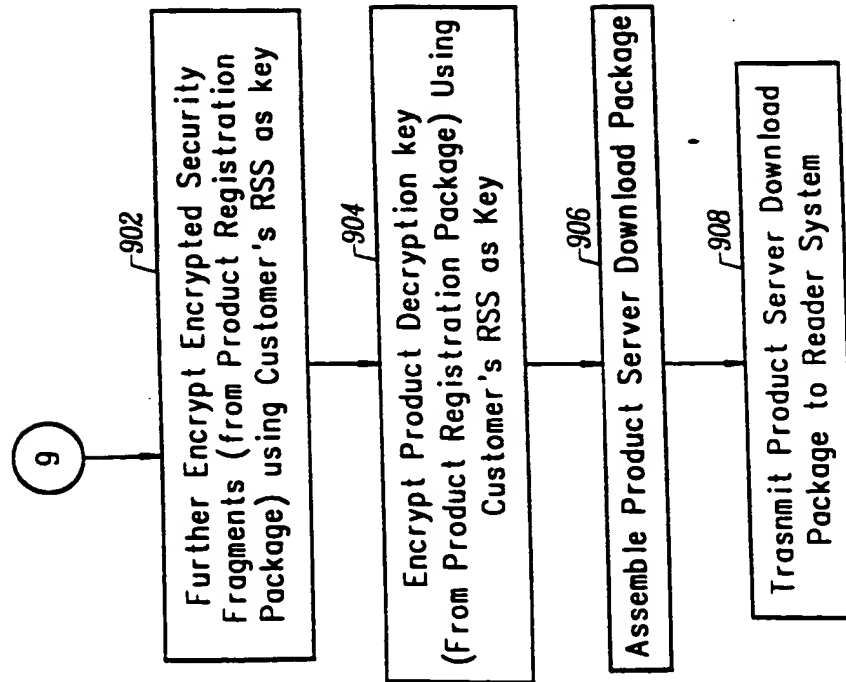 9
902
Further Encrypt Encrypted Security
Fragments (from Product Registration
Package) using Customer's RSS as key
904
Encrypt Product Decryption key
(From Product Registration Package) Using
Customer's RSS as Key
906
Assemble Product Server Download Package
908
Trasnmit Product Server Download
Package to Reader System